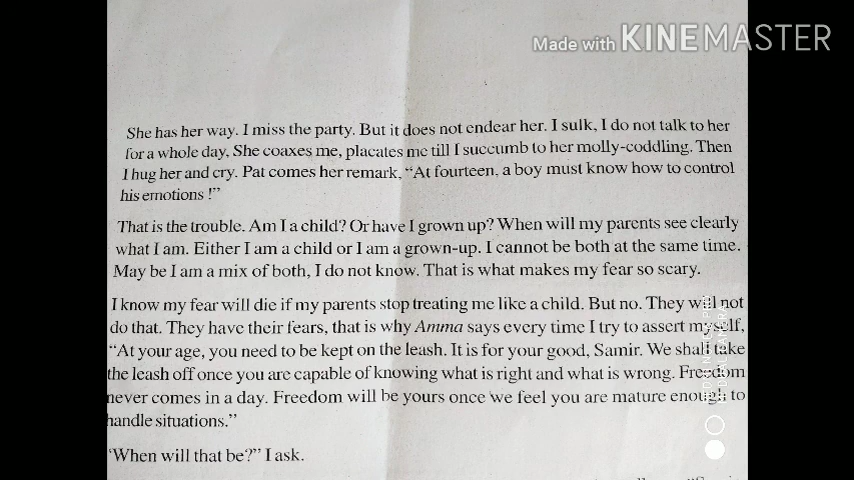 Made with KINEMASTER
She has her way. I miss the party. But it does not endear her. I sulk, I do not talk to her
for a whole day. She coaxes me, placates me till I succumb to her molly-coddling. Then
I hug her and cry. Pat comes her remark, “At fourteen, a boy must know how to control
his emotions !”
That is the trouble. Am I a child? Or have I grown up? When will my parents see clearly
what I am. Either I am a child or I am a grown-up. I cannot be both at the same time.
May be I am a mix of both, I do not know. That is what makes my fear so scary.
I know my fear will die if my parents stop treating me like a child. But no. They will not
do that. They have their fears, that is why Amma says every time I try to assert myself,
“At your age, you need to be kept on the leash. It is for your good, Samir. We shall take
the leash off once you are capable of knowing what is right and what is wrong. Freedom
never comes in a day. Freedom will be yours once we feel you are mature enough to
handle situations.”
‘When will that be?” I ask.